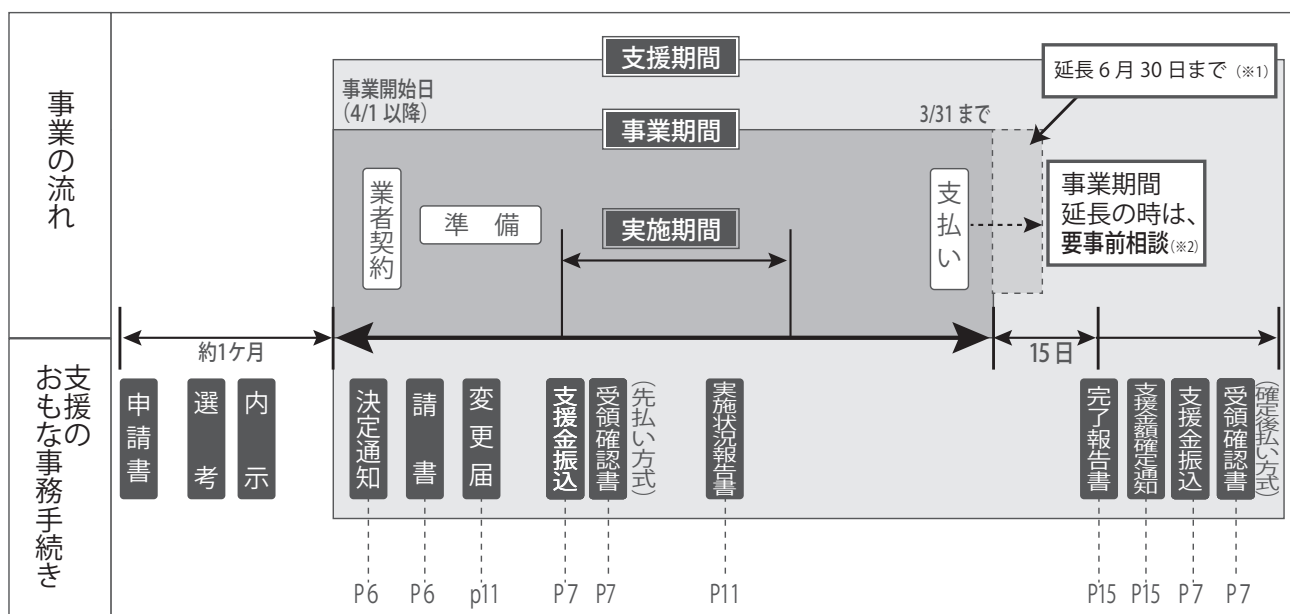 事業の流れ
支援期間
延長6月30日まで(※1)
事業開始日
(4/1以降)
事業期間
3/31まで
業者契約
準備
実施期間
支払い
事業期間
延長の時は、
要事前相談(※2)
約1ケ月
15日
支援の
おもな事務手続き
申請書
選考
内示
決定通知
請書
変更届
支援金振込
受領確認書
(先払い方式)
実施状況報告書
完了報告書
支援金額確定通知
支援金振込
受領確認書
(確定後払い方式)
P6
P6
p11
P7
P7
P11
P15
P15
P7
P7